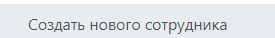 Создать нового сотрудника